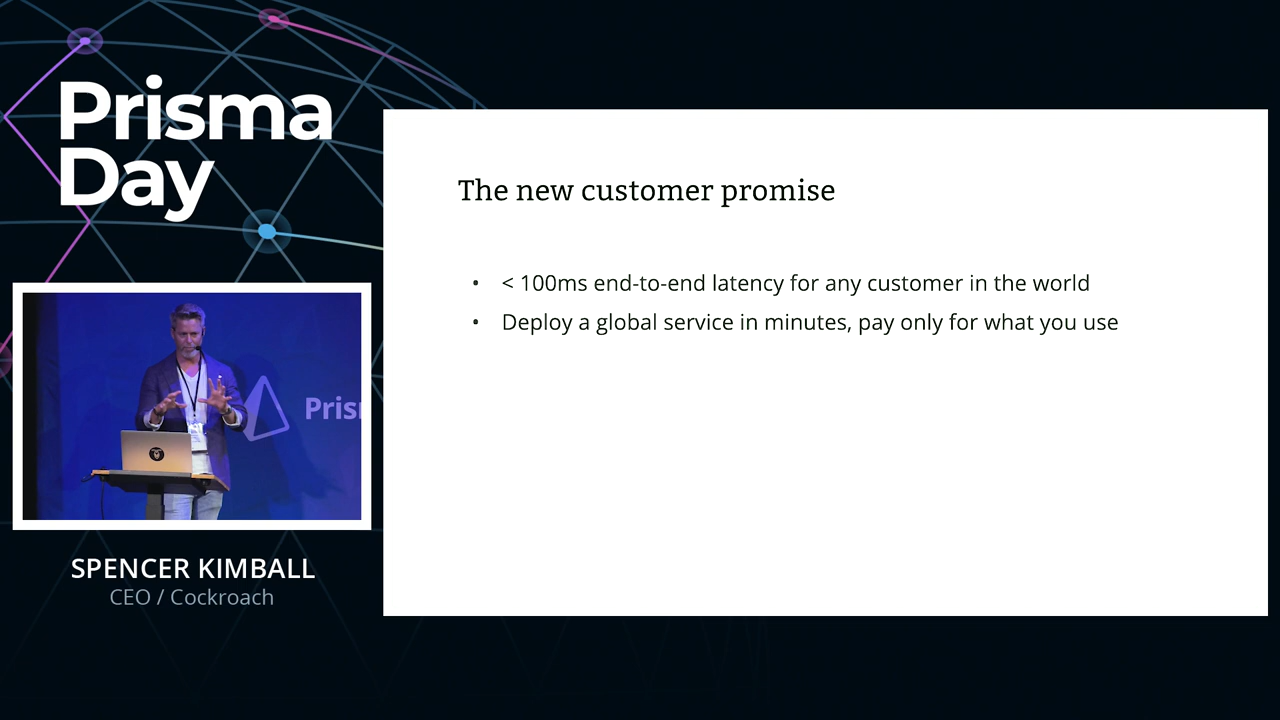 Prisma
Day
The new customer promise
• < 100ms end-to-end latency for any customer in the world
• Deploy a global service in minutes, pay only for what you use
Pris
SPENCER KIMBALL
CEO / Cockroach